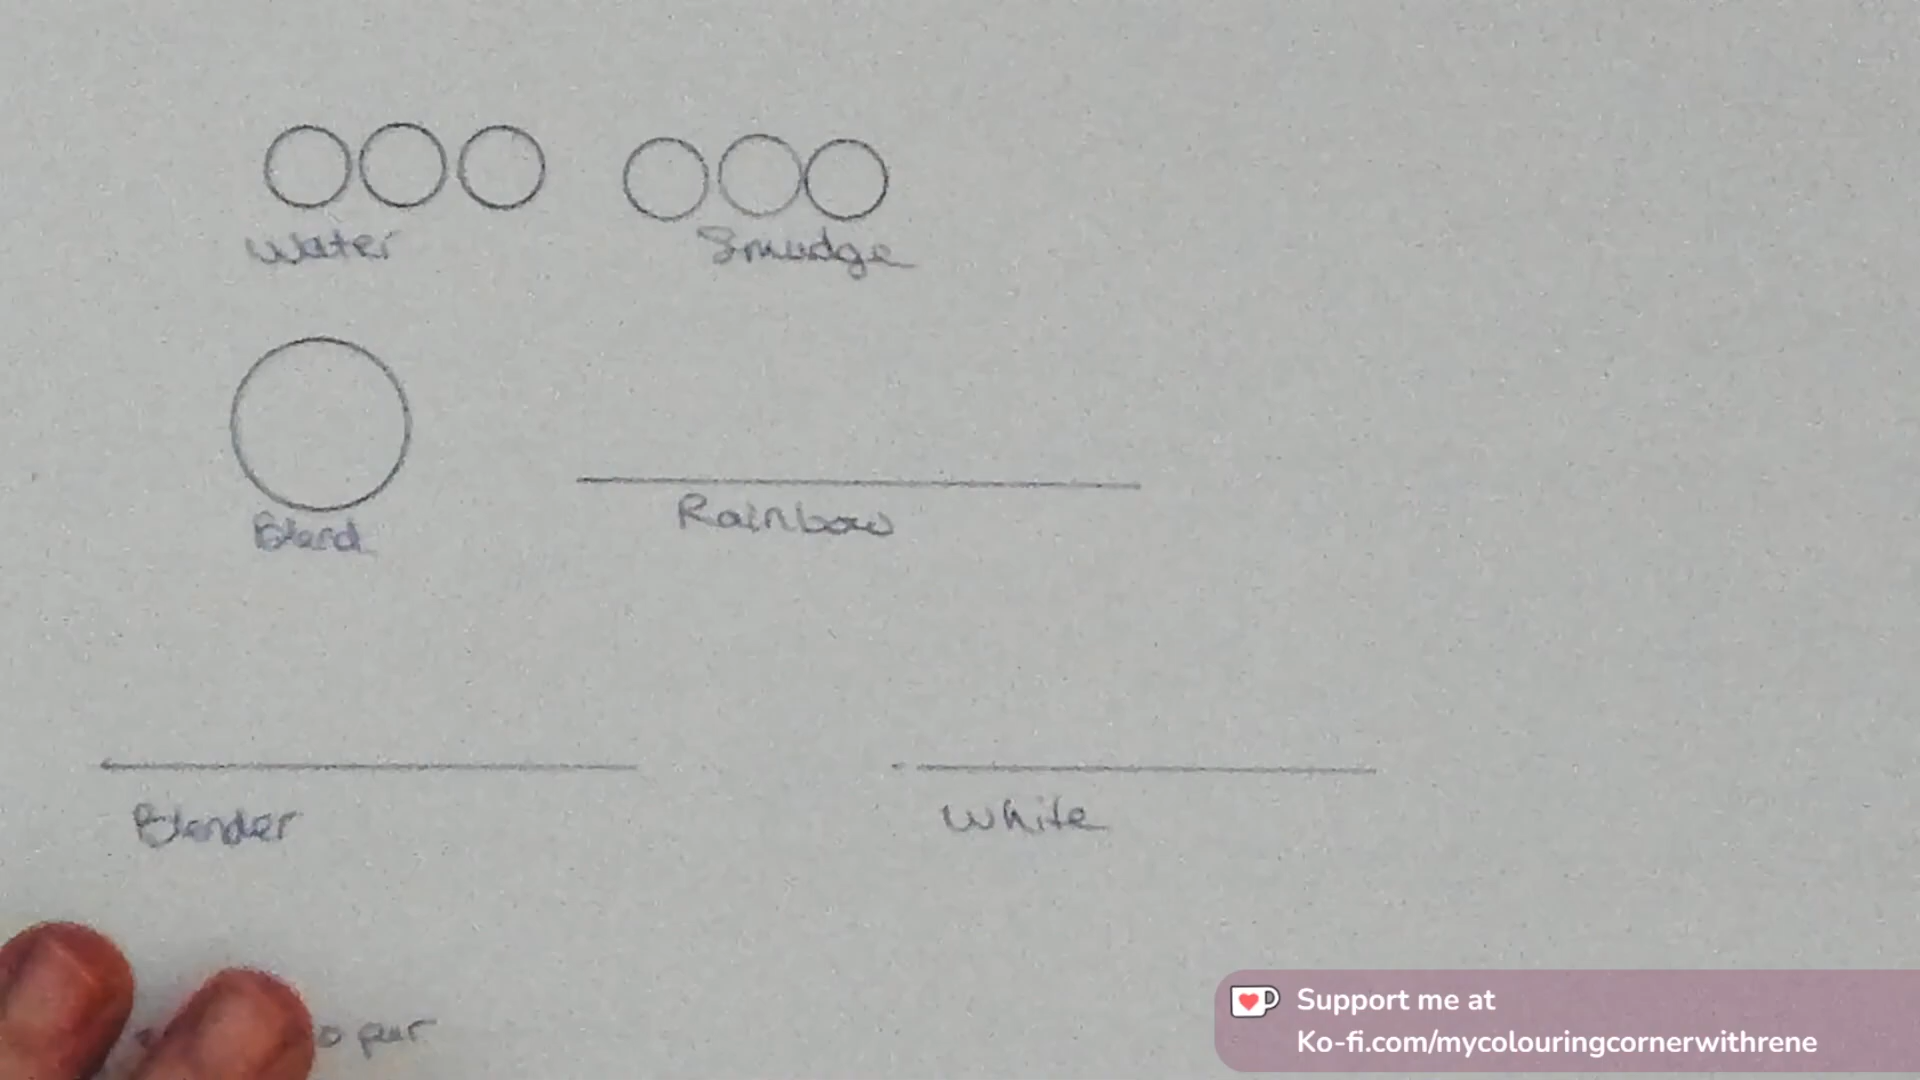 Water
Smudge
Blend
Rainbow
Blender
White
Support me at
Ko-fi.com/mycolouringcornerwithrene